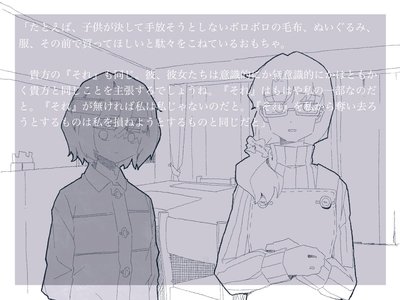 「たとえば、子供が決して手放そうとしないボロボロの毛布、ぬいぐるみ、
服、その前で買ってほしいと駄々をこねているおもちゃ。
貴方の『それ』も同じ。彼、彼女たちは意識的にか無意識的にかはともか
く貴方と同じことを主張するでしょうね。『それ』はもはや私の一部なのだ
と。『それ』が無ければ私は私じゃないのだと。『それ』を私から奪い去ろ
うとするものは私を損ねようとするものと同じだと。